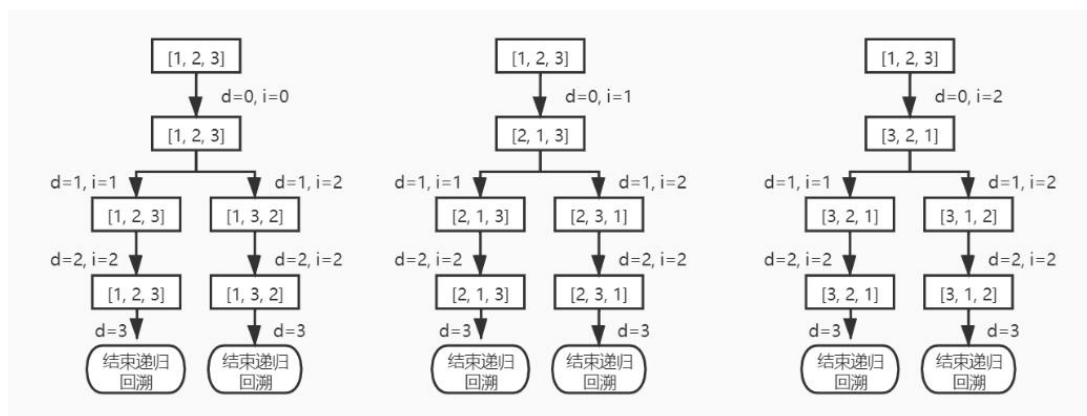 [1, 2, 3]
d=0, i=0
[1, 2, 3]
d=1, i=1
d=1, i=2
[1, 2, 3]
[1, 3, 2]
d=2, i=2
d=2, i=2
[1, 2, 3]
[1, 3, 2]
d=3
d=3
结束递归
回溯
结束递归
回溯
[1, 2, 3]
d=0, i=1
[2, 1, 3]
d=1, i=1
d=1, i=2
[2, 1, 3]
[2, 3, 1]
d=2, i=2
d=2, i=2
[2, 1, 3]
[2, 3, 1]
d=3
d=3
结束递归
回溯
结束递归
回溯
[1, 2, 3]
d=0, i=2
[3, 2, 1]
d=1, i=1
d=1, i=2
[3, 2, 1]
[3, 1, 2]
d=2, i=2
d=2, i=2
[3, 2, 1]
[3, 1, 2]
d=3
d=3
结束递归
回溯
结束递归
回溯